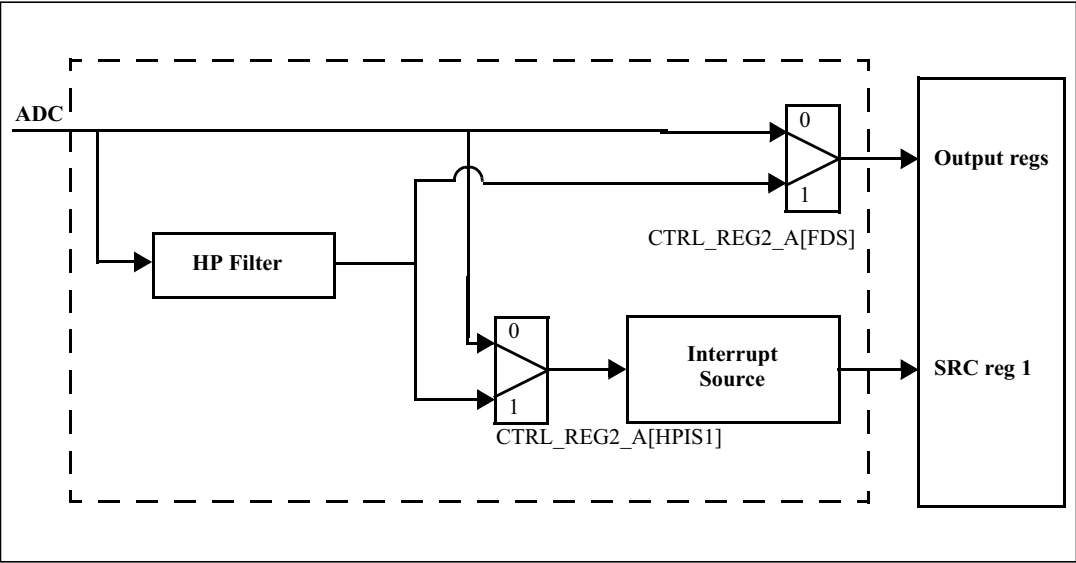 ADC
0
1
Output regs
CTRL_REG2_A[FDS]
HP Filter
0
1
Interrupt
Source
SRC reg 1
CTRL_REG2_A[HPIS1]